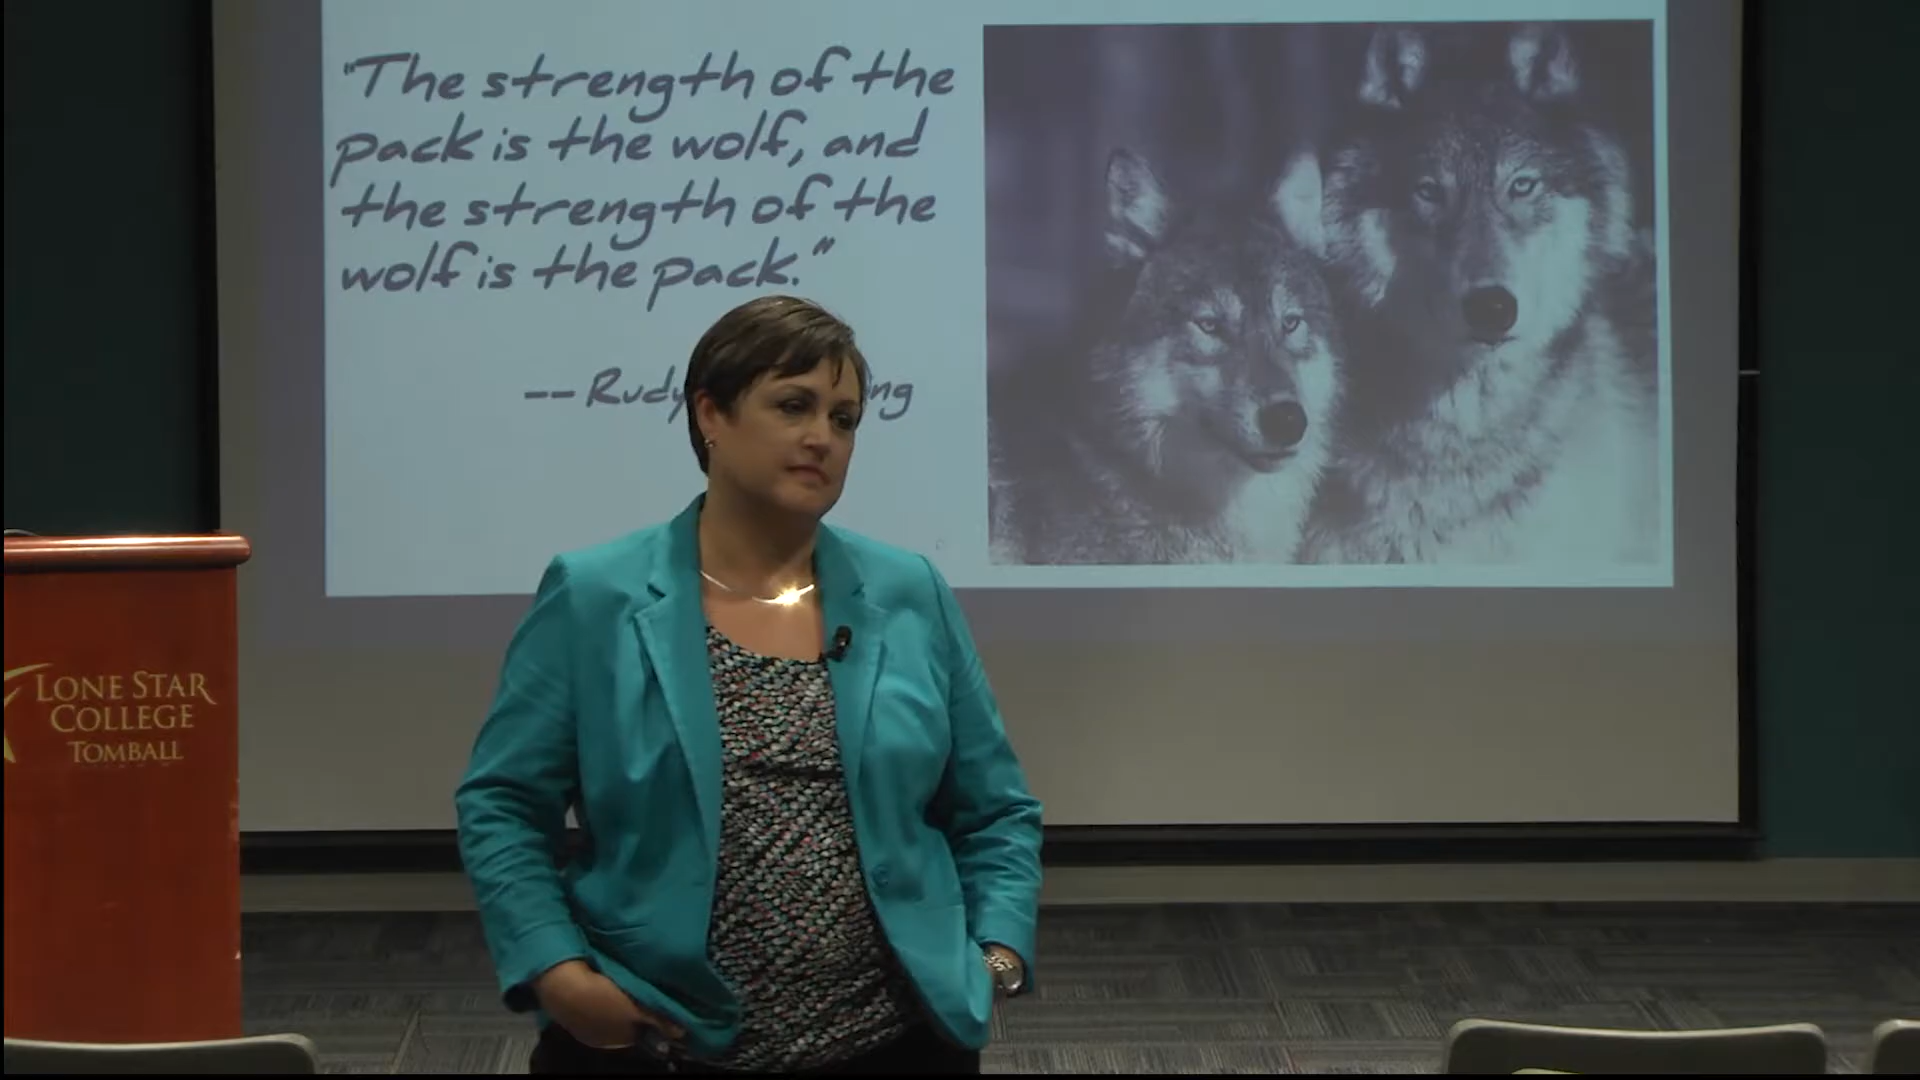 "The strength of the
pack is the wolf, and
the strength of the
wolf is the pack."
-- Rudy
LONE STAR
COLLEGE
TOMBALL